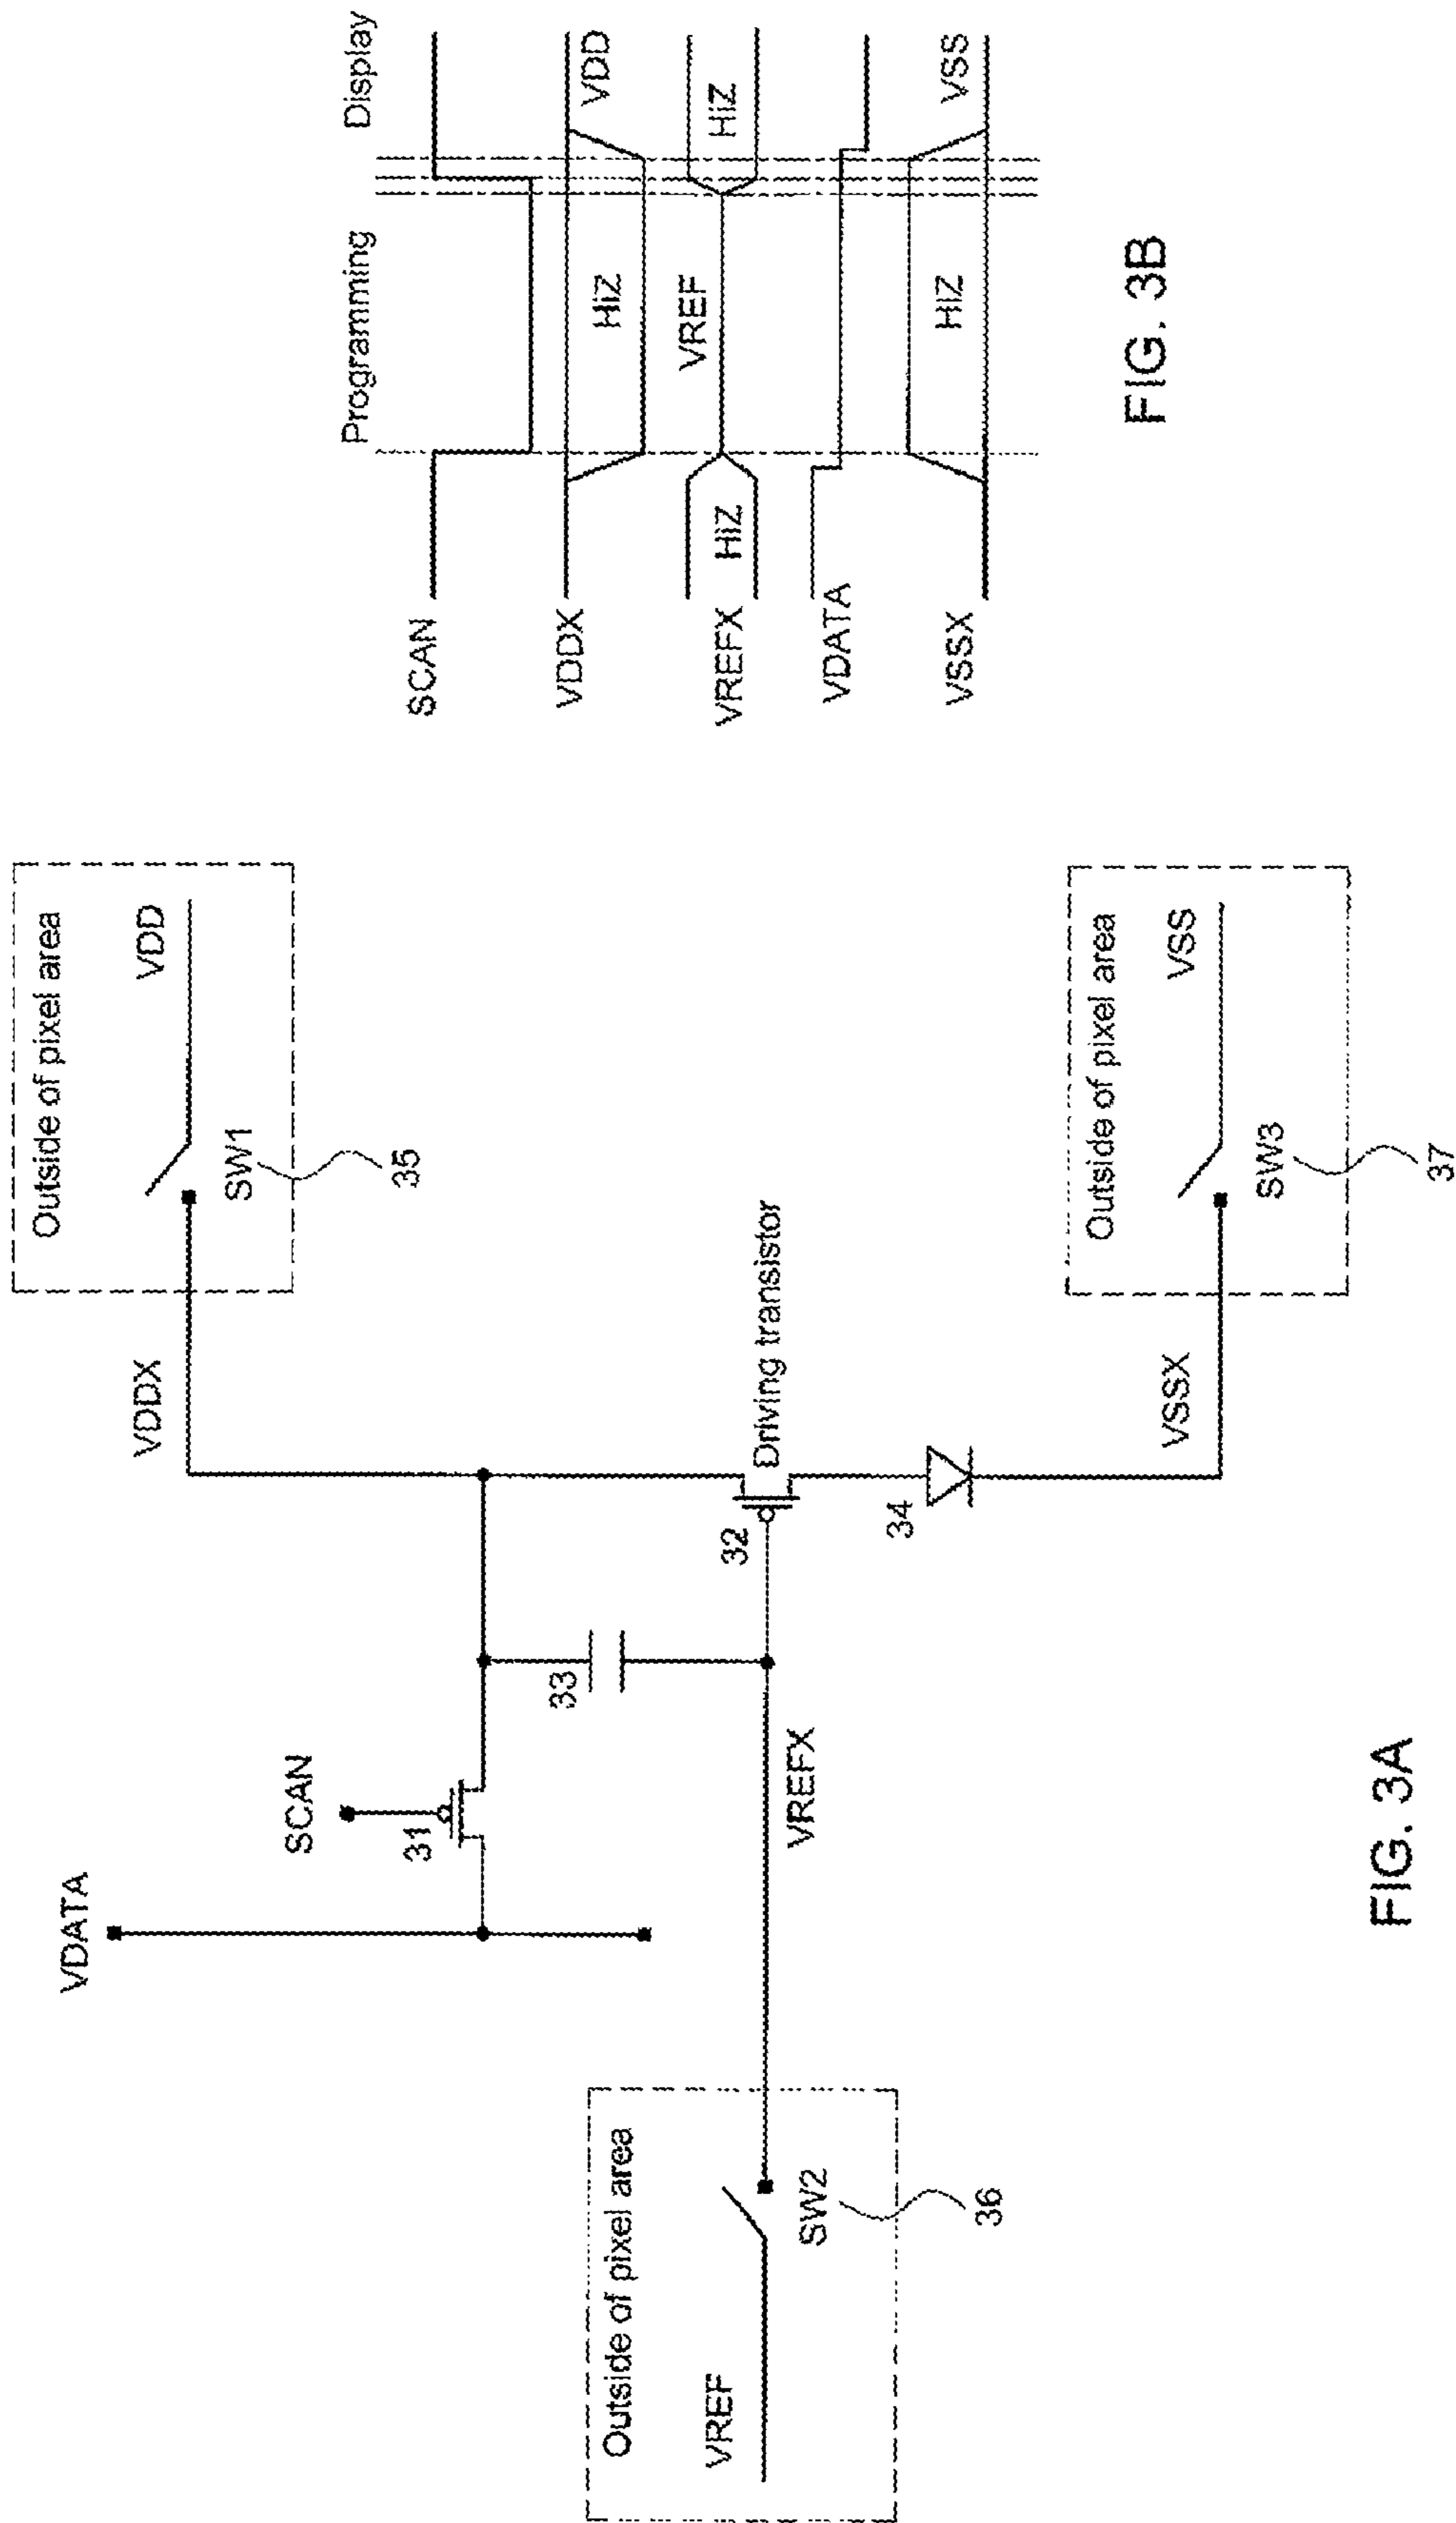 Outside of pixel area
VDD
SW1
35
VDDX
VDATA
SCAN
31
33
32
Driving transistor
34
VREFX
Outside of pixel area
VREF
SW2
36
VSSX
Outside of pixel area
VSS
SW3
37
FIG. 3A
Programming
Display
SCAN
VDDX
HiZ
VDD
VREFX
HiZ
VREF
HiZ
VDATA
VSSX
HiZ
VSS
FIG. 3B